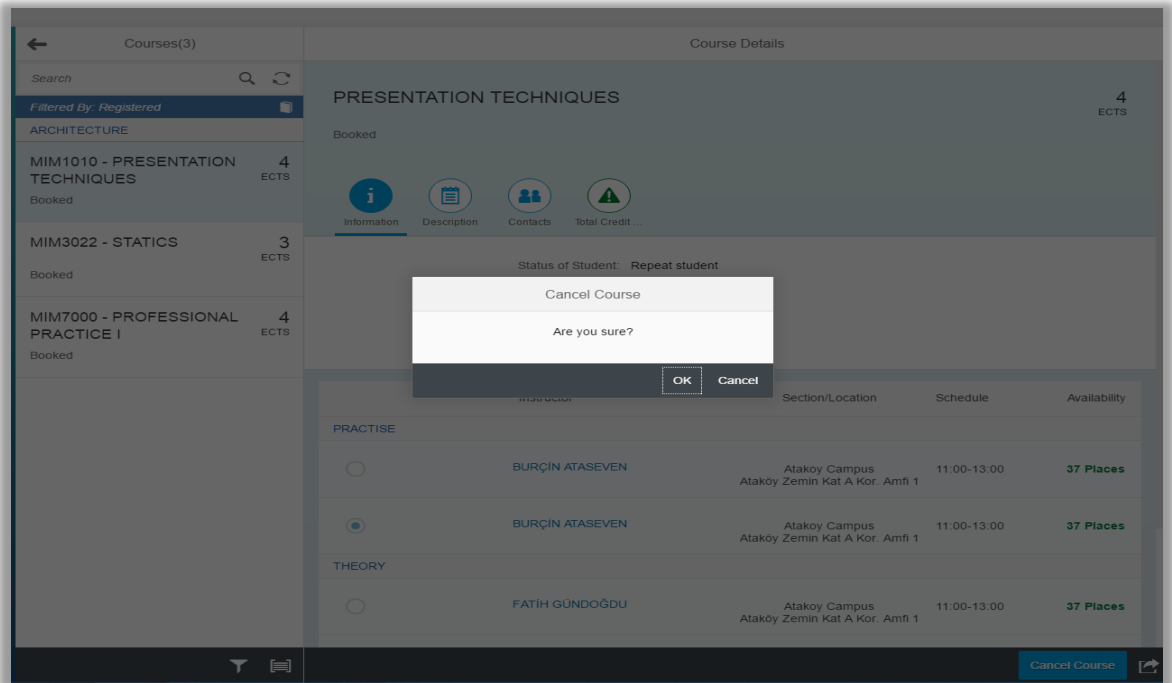 Courses(3)
Course Details
Search
Filtered By: Registered
ARCHITECTURE
MIM1010 - PRESENTATION
TECHNIQUES
4
ECTS
Booked
MIM3022 - STATICS
3
ECTS
Booked
MIM7000 - PROFESSIONAL
PRACTICE I
4
ECTS
Booked
PRESENTATION TECHNIQUES
4
ECTS
Booked
Information
Description
Contacts
Total Credit ...
Status of Student: Repeat student
Cancel Course
Are you sure?
OK
Cancel
Instructor
Section/Location
Schedule
Availability
PRACTISE
BURÇİN ATASEVEN
Atakoy Campus
Ataköy Zemin Kat A Kor. Amfi 1
11:00-13:00
37 Places
BURÇİN ATASEVEN
Atakoy Campus
Ataköy Zemin Kat A Kor. Amfi 1
11:00-13:00
37 Places
THEORY
FATİH GÜNDOĞDU
Atakoy Campus
Ataköy Zemin Kat A Kor. Amfi 1
11:00-13:00
37 Places
Cancel Course